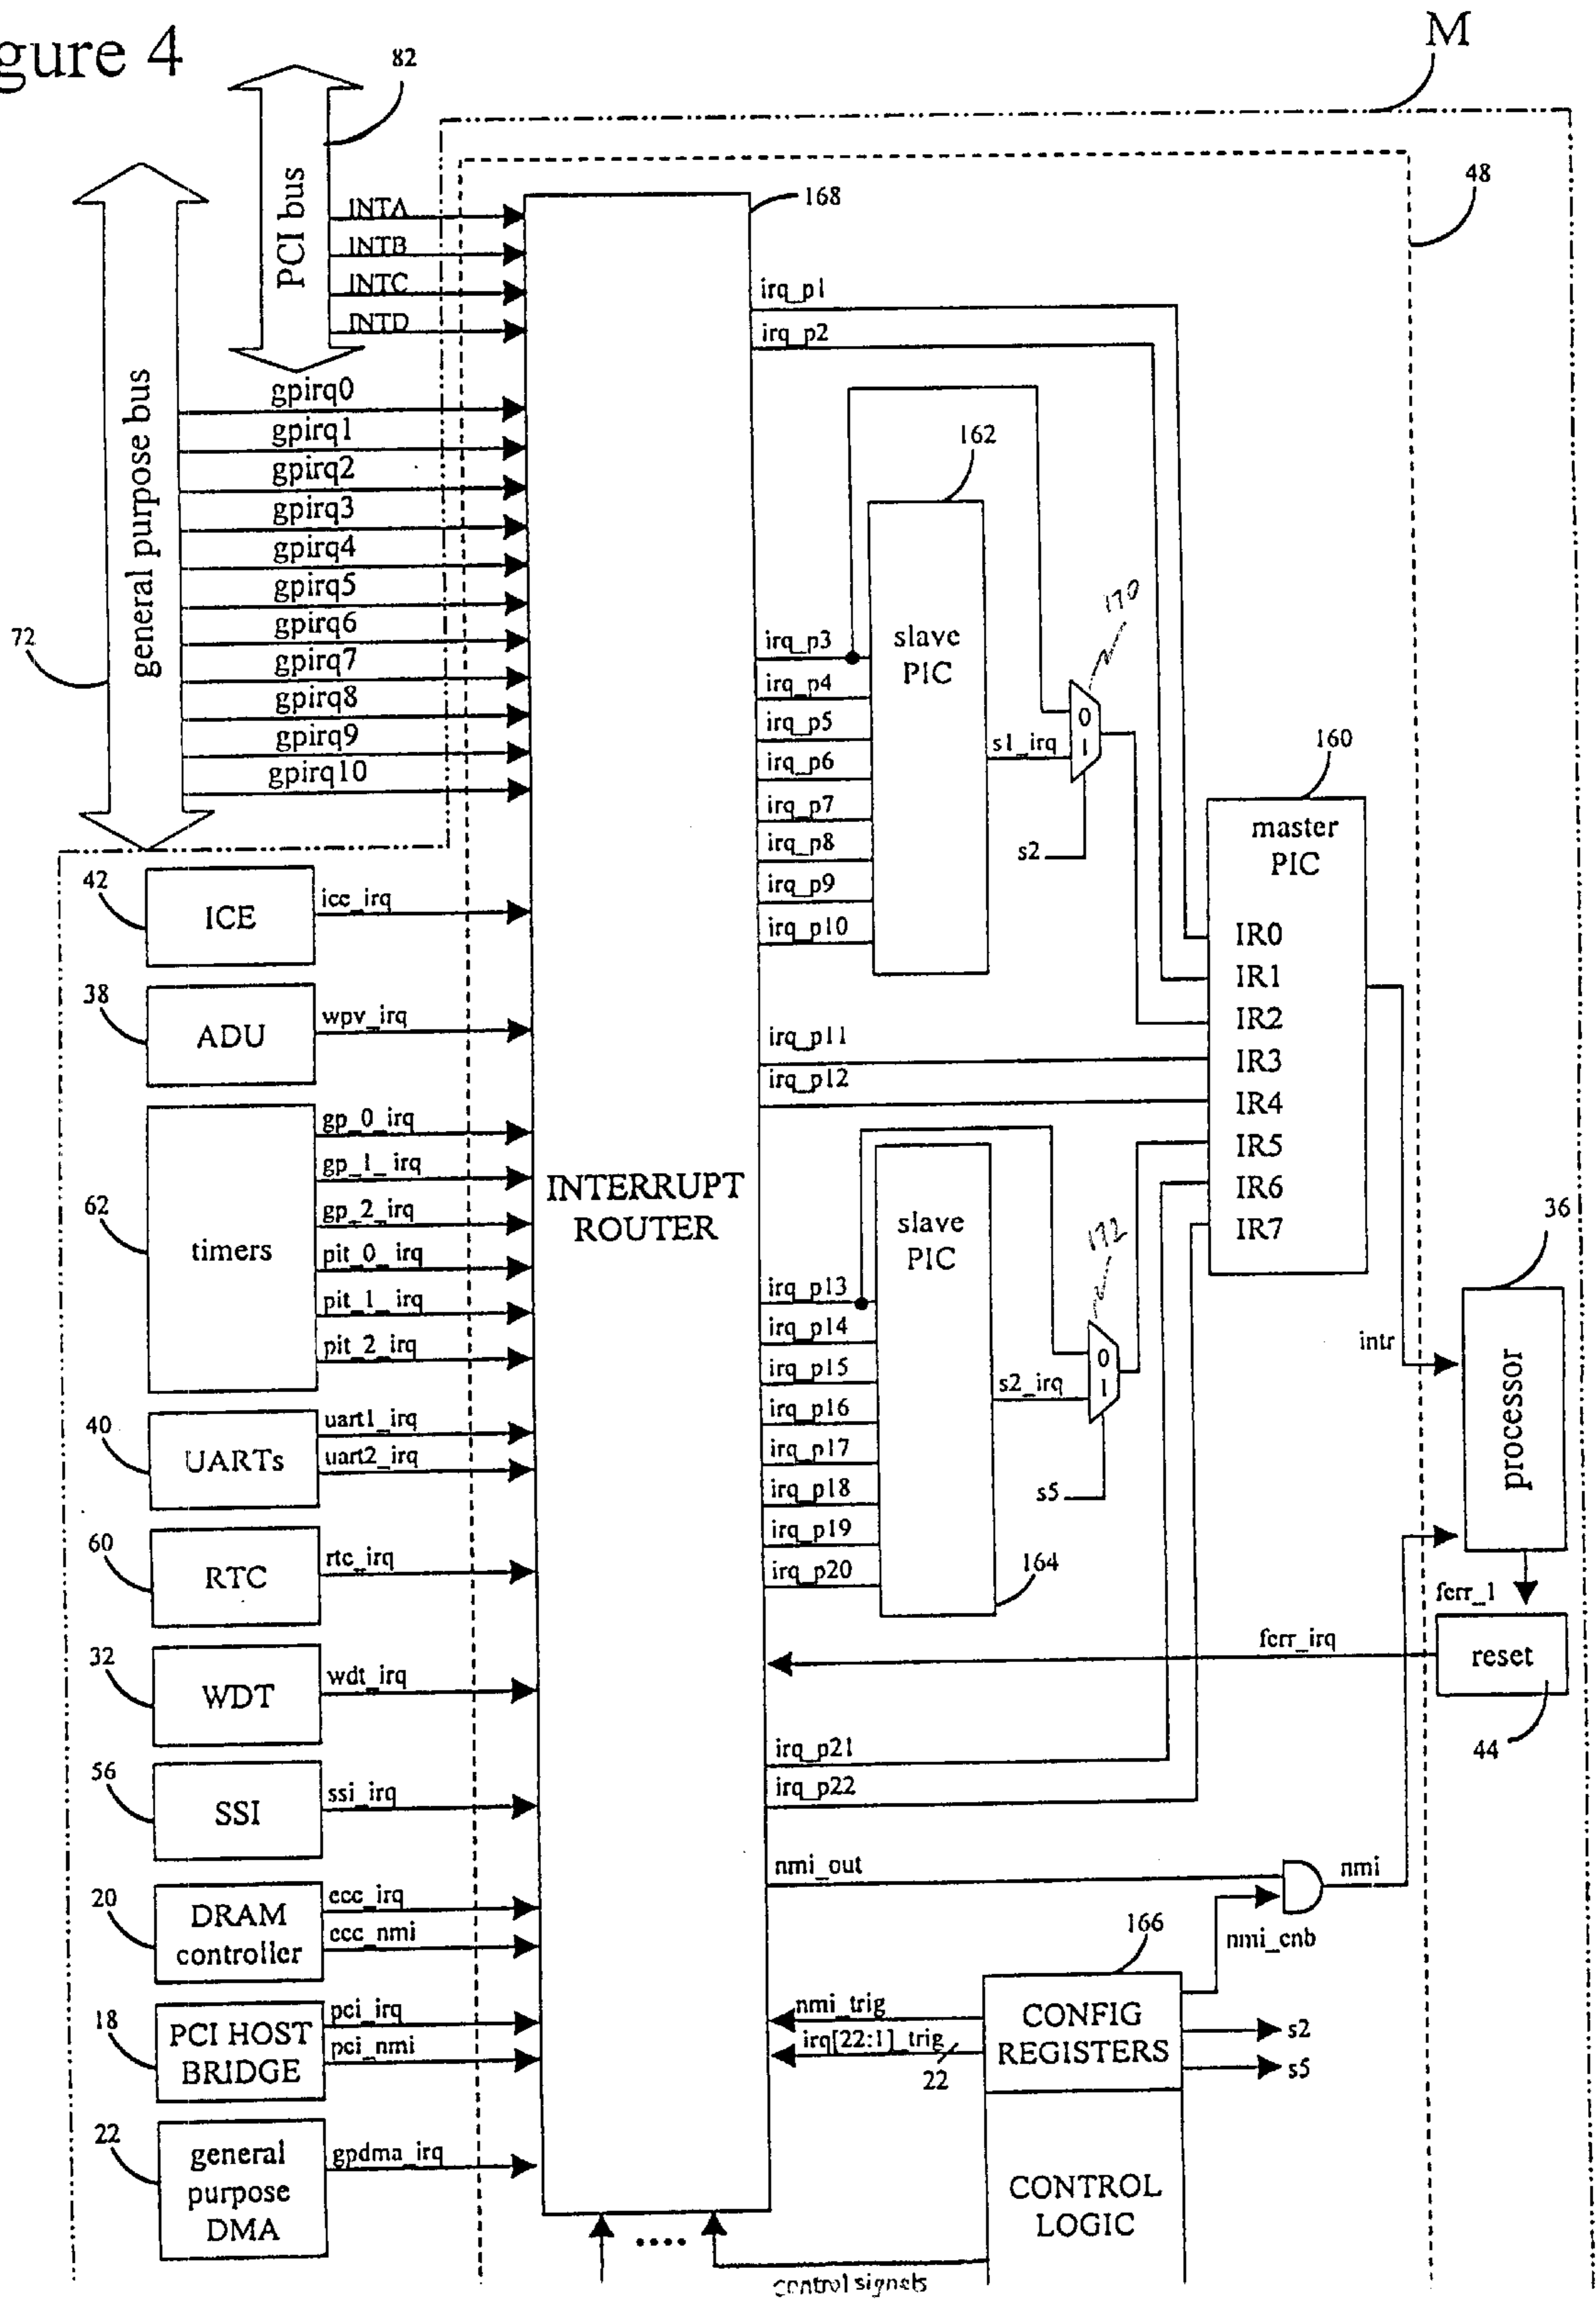 gure 4
M
82
PCI bus
48
168
INTA
INTB
INTC
INTD
irq_p1
irq_p2
general purpose bus
72
gpirq0
gpirq1
gpirq2
gpirq3
gpirq4
gpirq5
gpirq6
gpirq7
gpirq8
gpirq9
gpirq10
162
slave
PIC
irq_p3
irq_p4
irq_p5
irq_p6
irq_p7
irq_p8
irq_p9
irq_p10
170
0
1
s1_irq
s2
160
master
PIC
IR0
IR1
IR2
IR3
IR4
IR5
IR6
IR7
42
ICE
ice_irq
38
ADU
wpv_irq
irq_p11
irq_p12
62
timers
gp_0_irq
gp_1_irq
gp_2_irq
pit_0_irq
pit_1_irq
pit_2_irq
INTERRUPT
ROUTER
slave
PIC
irq_p13
irq_p14
irq_p15
irq_p16
irq_p17
irq_p18
irq_p19
irq_p20
164
172
0
1
s2_irq
s5
36
intr
processor
40
UARTs
uart1_irq
uart2_irq
60
RTC
rtc_irq
ferr_1
ferr_irq
reset
44
32
WDT
wdt_irq
56
SSI
ssi_irq
irq_p21
irq_p22
nmi_out
nmi
nmi_enb
20
DRAM
controller
ecc_irq
ecc_nmi
166
CONFIG
REGISTERS
nmi_trig
irq[22:1]_trig
22
s2
s5
18
PCI HOST
BRIDGE
pci_irq
pci_nmi
22
general
purpose
DMA
gpdma_irq
CONTROL
LOGIC
control signals